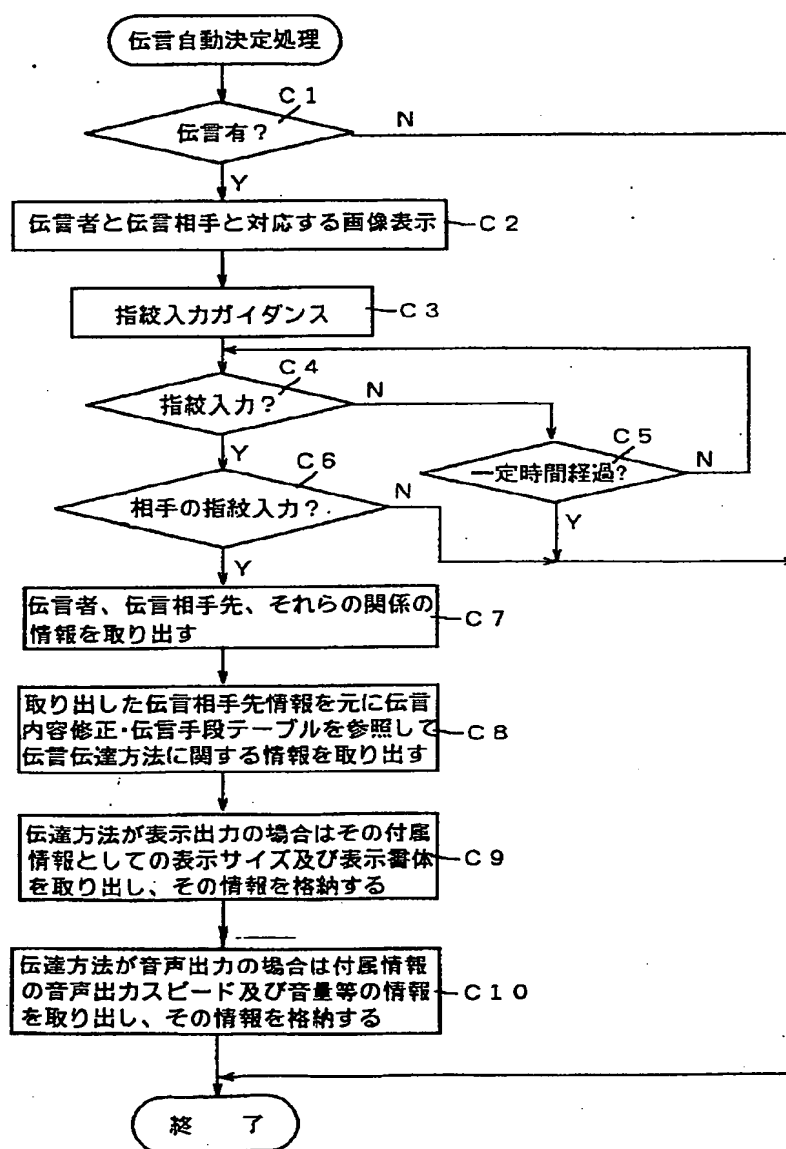 伝言自動決定処理
C1
伝言有?
N
Y
伝言者と伝言相手と対応する画像表示
C2
指紋入力ガイダンス
C3
C4
指紋入力?
N
Y
C5
一定時間経過?
N
Y
C6
相手の指紋入力?
N
Y
伝言者、伝言相手先、それらの関係の
情報を取り出す
C7
取り出した伝言相手先情報を元に伝言
内容修正・伝言手段テーブルを参照して
伝言伝達方法に関する情報を取り出す
C8
伝達方法が表示出力の場合はその付属
情報としての表示サイズ及び表示書体
を取り出し、その情報を格納する
C9
伝達方法が音声出力の場合は付属情報
の音声出力スピード及び音量等の情報
を取り出し、その情報を格納する
C10
終 了